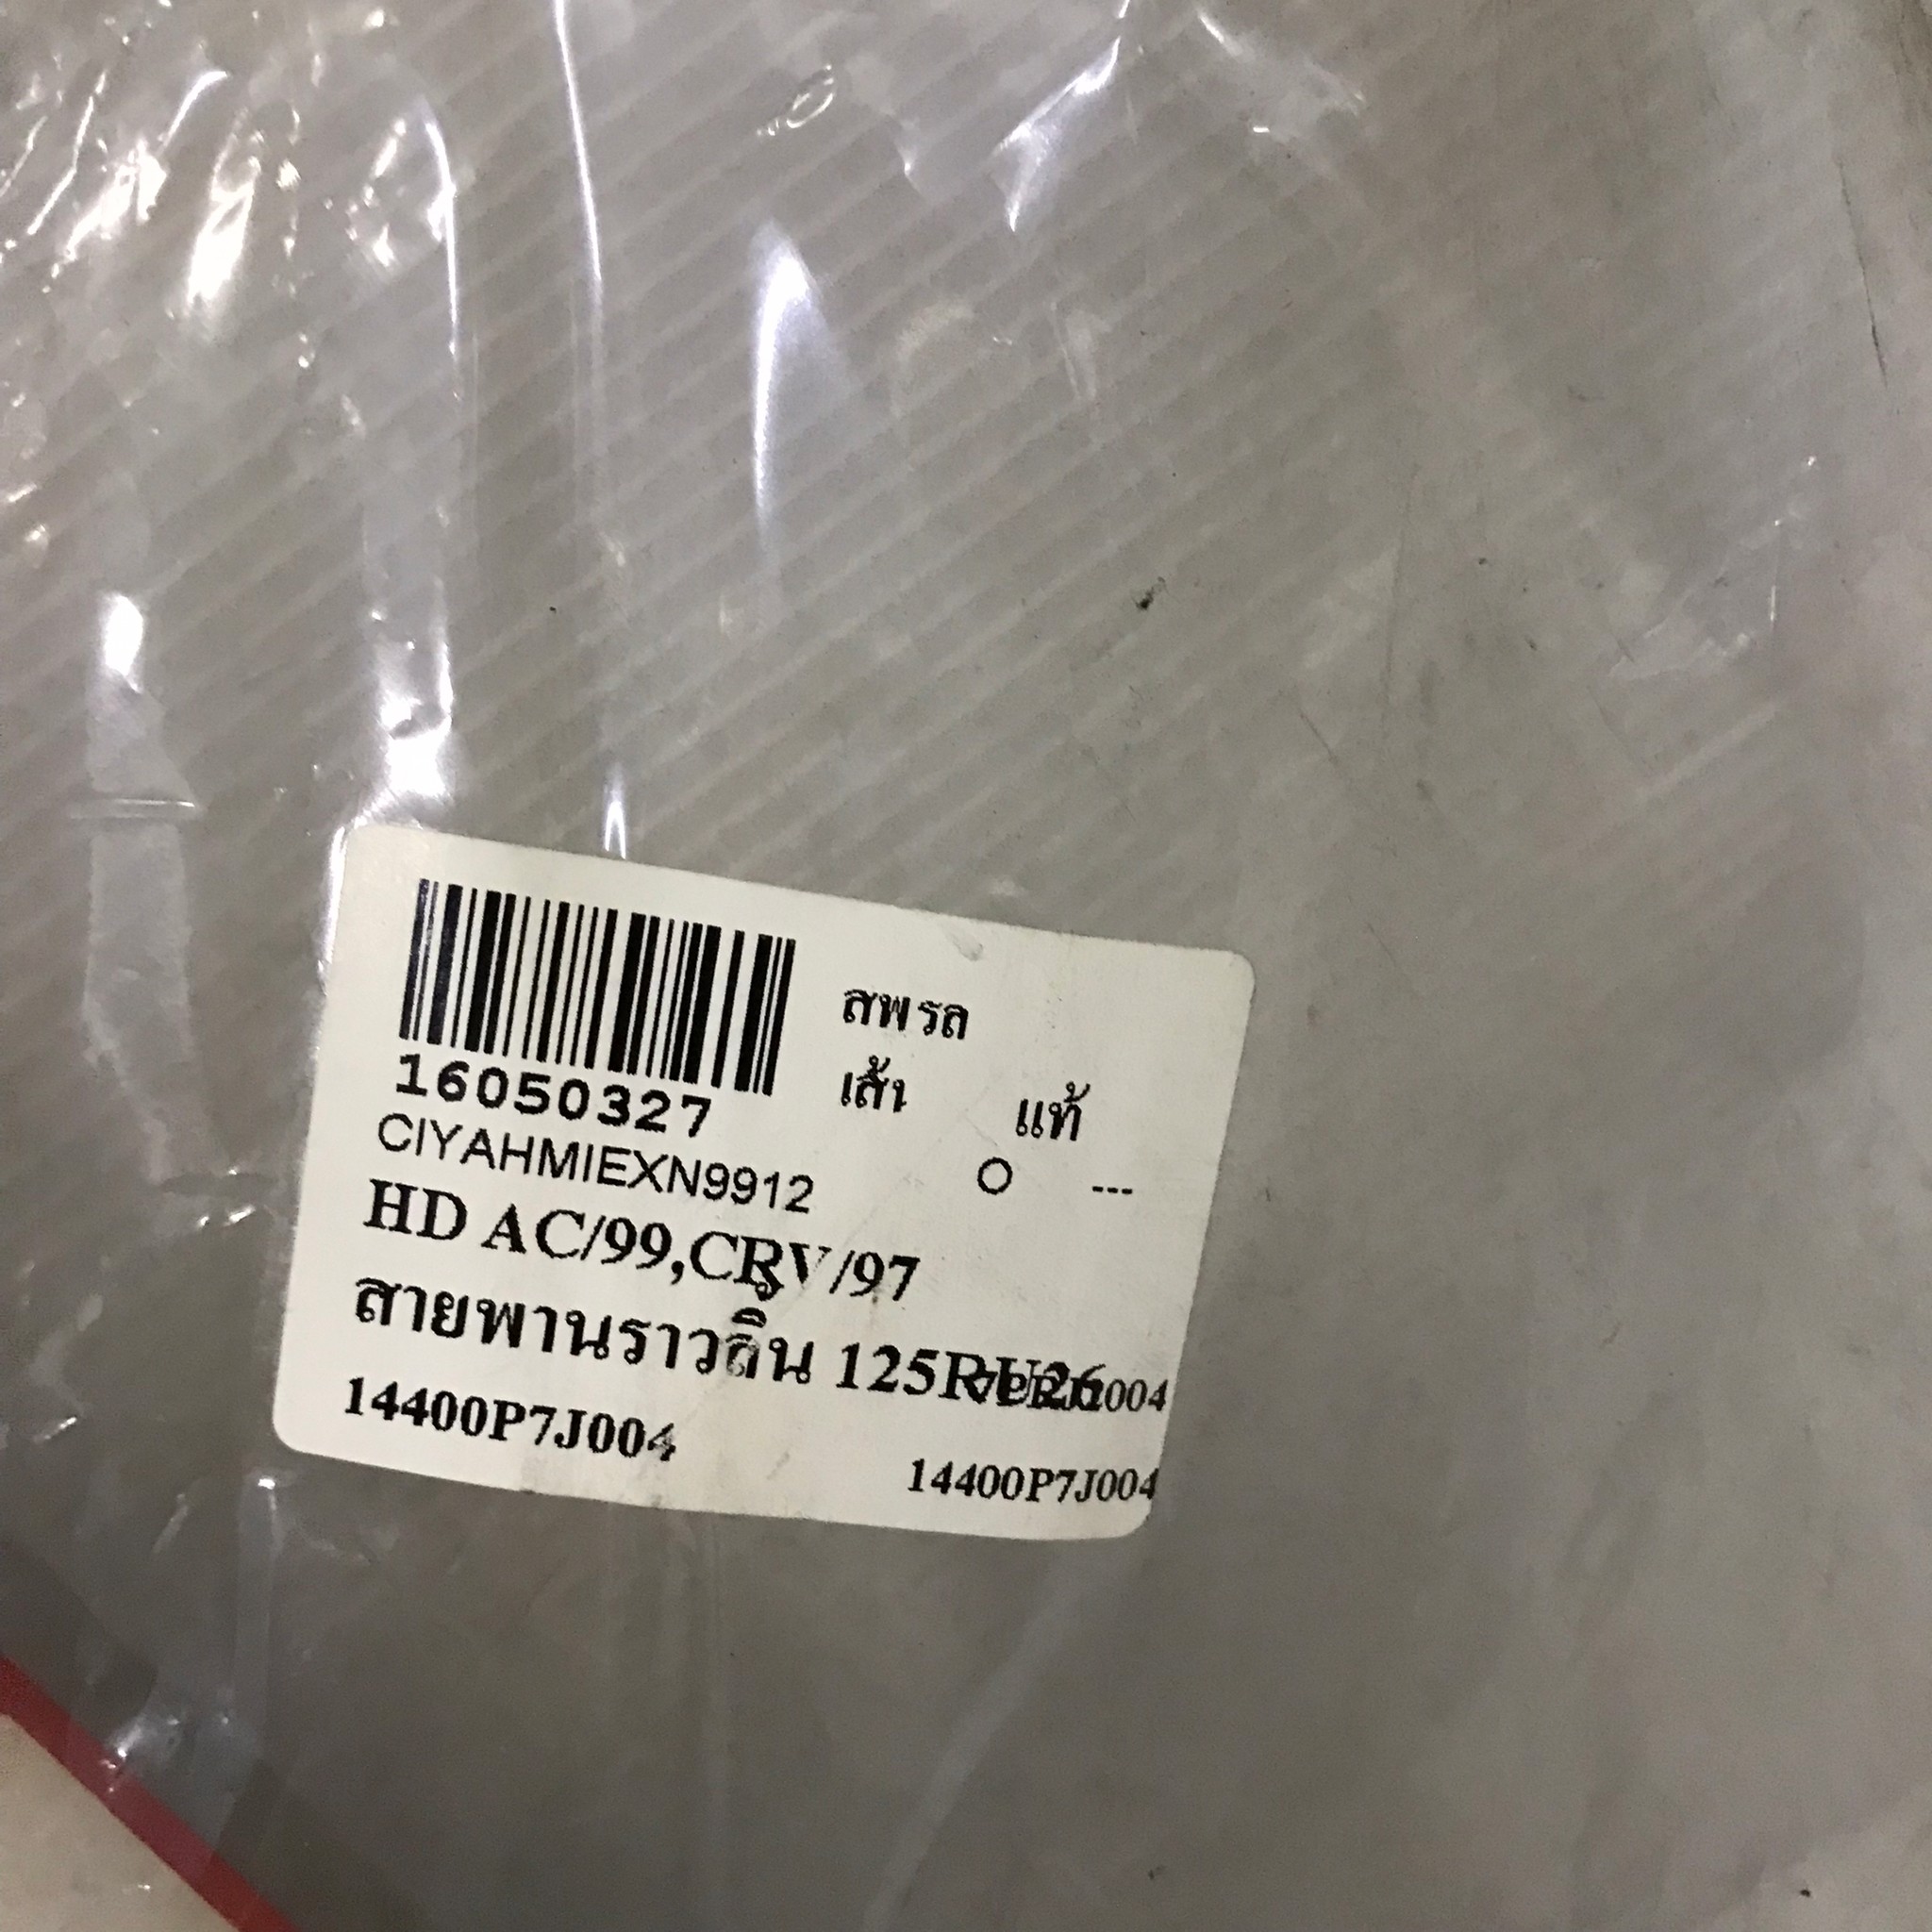 สพรล
เส้น แท้
16050327
CIYAHMIEXN9912 O ---
HD AC/99,CRV/97
สายพานราวลิ้น 125RU26
14400P7J004
14400P7J004